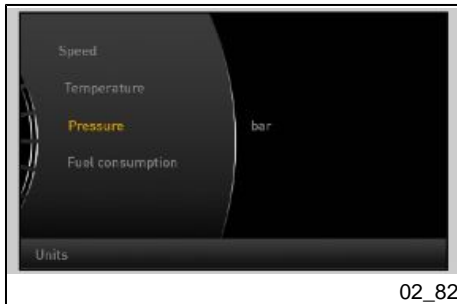 Speed
Temperature
Pressure
bar
Fuel consumption
Units
02_82